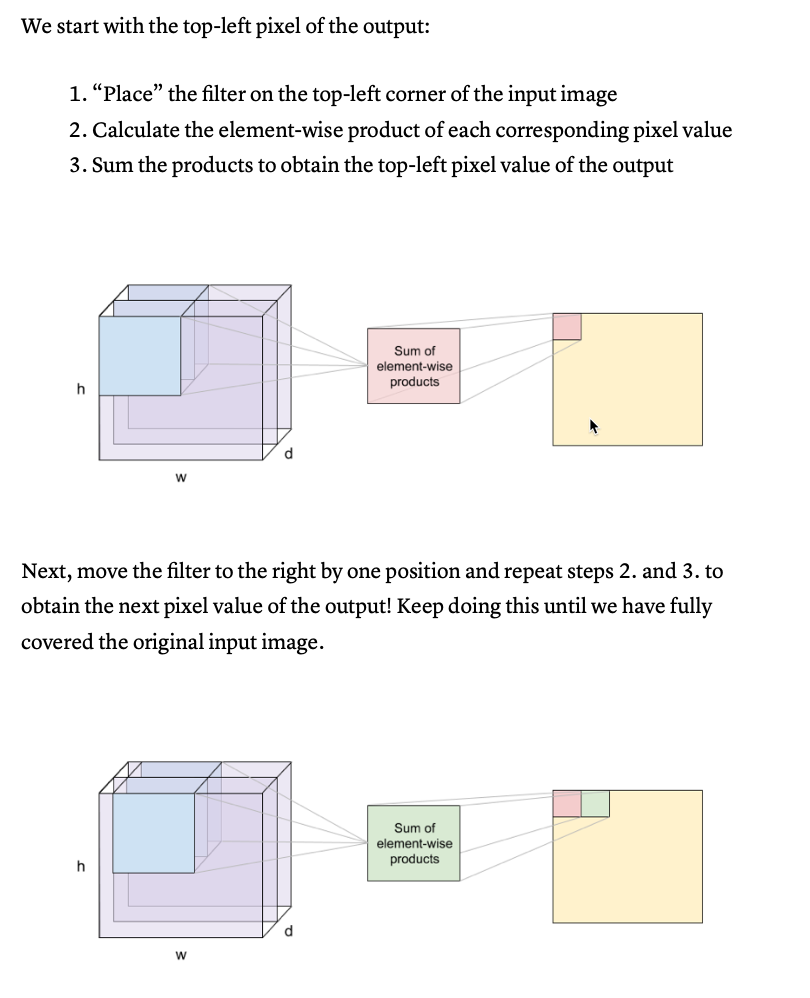 We start with the top-left pixel of the output:
1. “Place” the filter on the top-left corner of the input image
2. Calculate the element-wise product of each corresponding pixel value
3. Sum the products to obtain the top-left pixel value of the output
h
w
d
Sum of
element-wise
products
Next, move the filter to the right by one position and repeat steps 2. and 3. to
obtain the next pixel value of the output! Keep doing this until we have fully
covered the original input image.
h
w
d
Sum of
element-wise
products